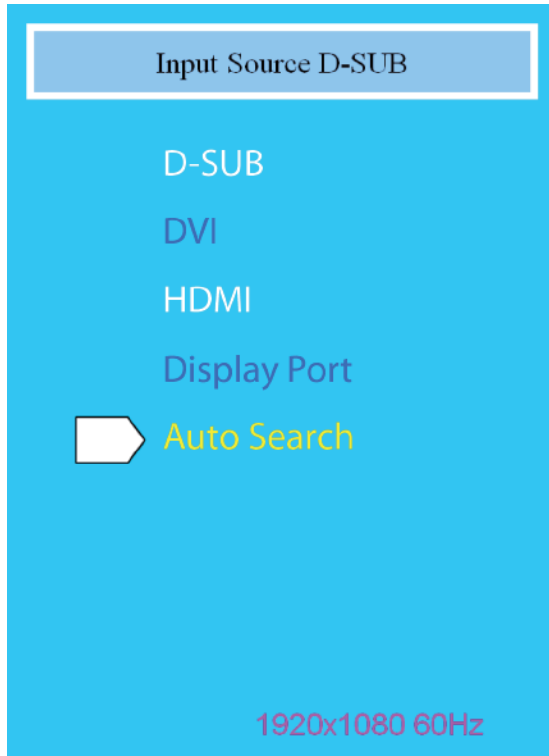 Input Source D-SUB
D-SUB
DVI
HDMI
Display Port
Auto Search
1920x1080 60Hz